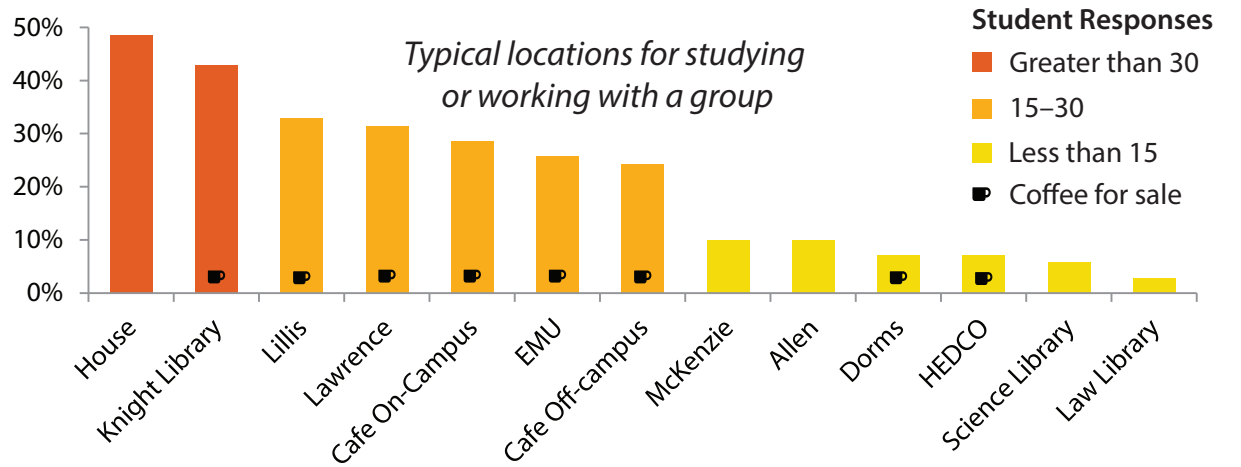 50%
40%
30%
20%
10%
0%
Typical locations for studying
or working with a group
Student Responses
Greater than 30
15–30
Less than 15
Coffee for sale
House
Knight Library
Lillis
Lawrence
Cafe On-Campus
EMU
Cafe Off-campus
McKenzie
Allen
Dorms
HEDCO
Science Library
Law Library